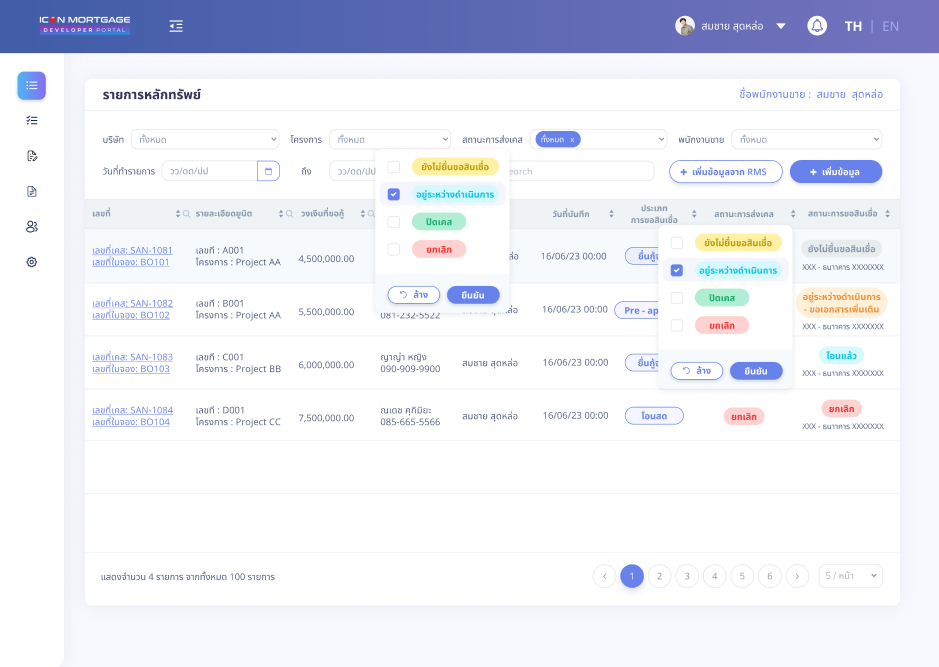 ICON MORTGAGE
DEVELOPER PORTAL
สมชาย สุดหล่อ
TH | EN
รายการหลักทรัพย์
ชื่อพนักงานขาย : สมชาย สุดหล่อ
บริษัท ทั้งหมด โครงการ ทั้งหมด สถานะการส่งเคส ทั้งหมด x พนักงานขาย ทั้งหมด
วันที่ทำรายการ วว/ดด/ปป ถึง วว/ดด/ปป earch + เพิ่มข้อมูลจาก RMS + เพิ่มข้อมูล
ยังไม่ยื่นขอสินเชื่อ
อยู่ระหว่างดำเนินการ
ปิดเคส
ยกเลิก
ล้าง ยืนยัน
เลขที่ รายละเอียดยูนิต วงเงินที่ขอกู้ วันที่บันทึก ประเภท สถานะการส่งเคส สถานะการขอสินเชื่อ
การขอสินเชื่อ
เลขที่เคส: SAN-1081 เลขที่ : A001 4,500,000.00 ล่อ 16/06/23 00:00 ยื่นกู้ ยังไม่ยื่นขอสินเชื่อ
เลขที่ใบจอง: BO101 โครงการ : Project AA XXX - ธนาคาร XXXXXXX
เลขที่เคส: SAN-1082 เลขที่ : B001 5,500,000.00 16/06/23 00:00 Pre - ap อยู่ระหว่างดำเนินการ
- ขอเอกสารเพิ่มเติม
เลขที่ใบจอง: BO102 โครงการ : Project AA 081-232-5522 สมชาย สุดหล่อ XXX - ธนาคาร XXXXXXX
เลขที่เคส: SAN-1083 เลขที่ : C001 6,000,000.00 ญาญ่า หญิง สมชาย สุดหล่อ 16/06/23 00:00 ยื่นกู้ โอนแล้ว
เลขที่ใบจอง: BO103 โครงการ : Project BB 090-909-9900 XXX - ธนาคาร XXXXXXX
เลขที่เคส: SAN-1084 เลขที่ : D001 7,500,000.00 ณเดช คุกิมิยะ สมชาย สุดหล่อ 16/06/23 00:00 โอนสด ยกเลิก ยกเลิก
เลขที่ใบจอง: BO104 โครงการ : Project CC 085-665-5566 XXX - ธนาคาร XXXXXXX
ยังไม่ยื่นขอสินเชื่อ
อยู่ระหว่างดำเนินการ
ปิดเคส
ยกเลิก
ล้าง ยืนยัน
แสดงจำนวน 4 รายการ จากทั้งหมด 100 รายการ
1 2 3 4 5 6 5 / หน้า